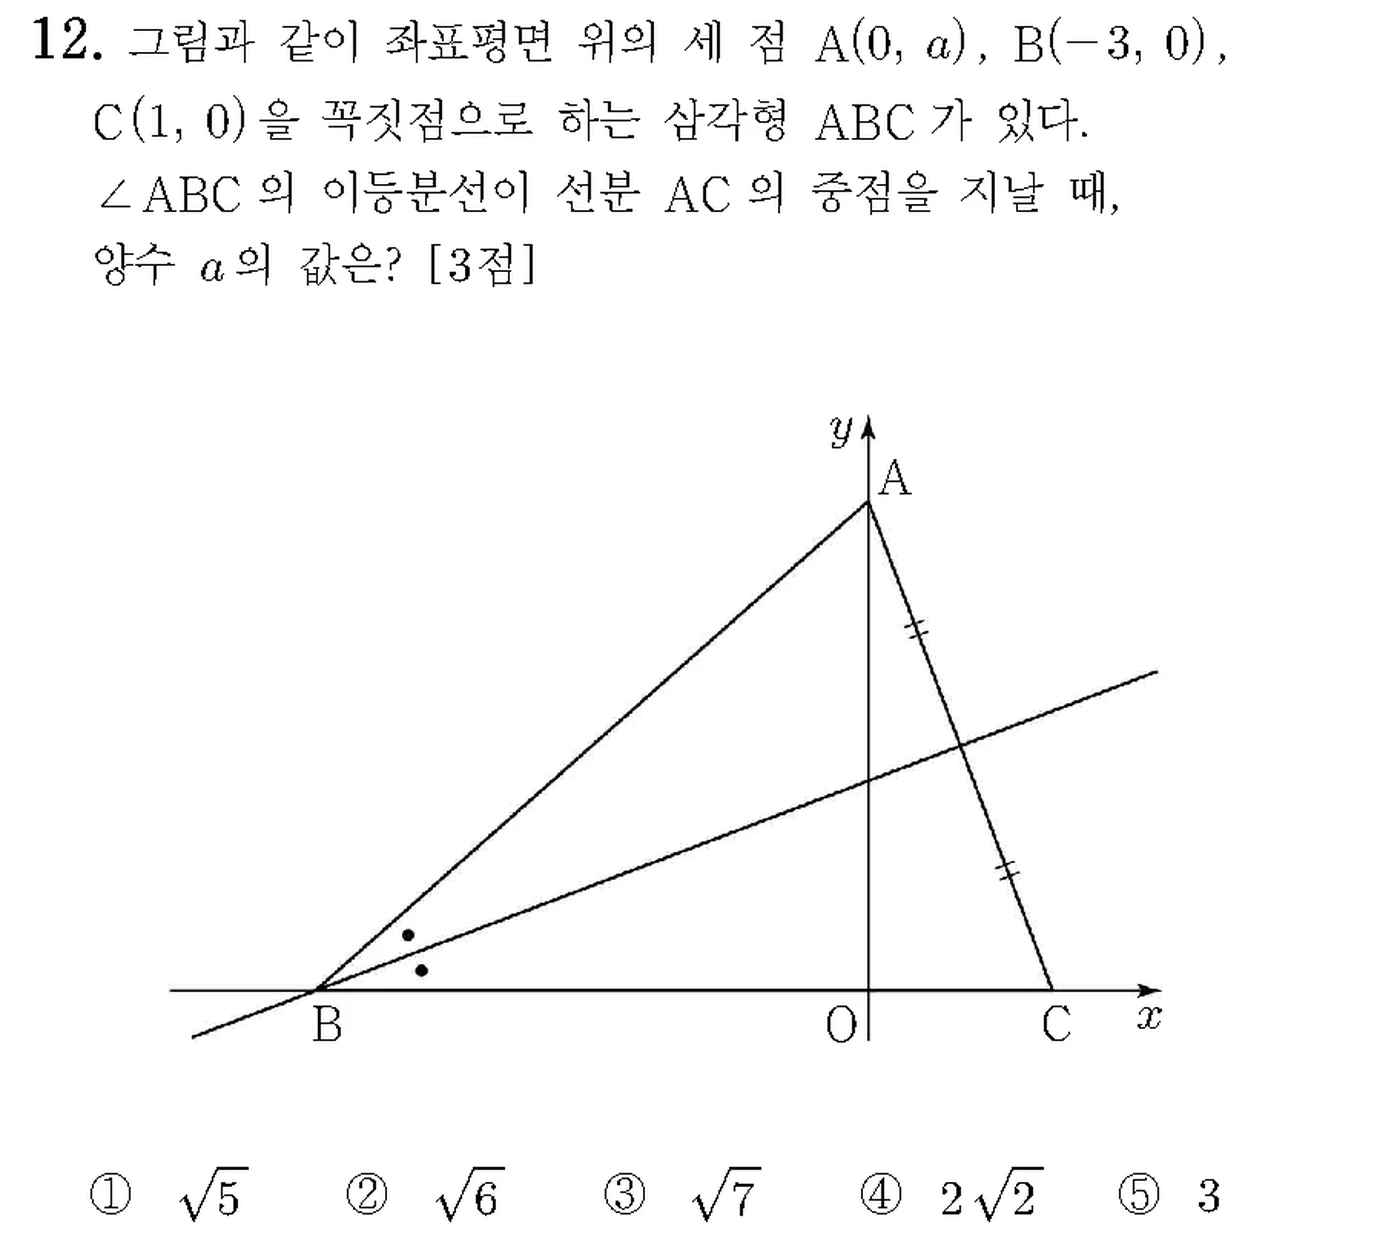 12. 그림과 같이 좌표평면 위의 세 점 A(0, a), B(−3, 0),
C(1, 0)을 꼭짓점으로 하는 삼각형 ABC가 있다.
∠ABC의 이등분선이 선분 AC의 중점을 지날 때,
양수 a의 값은? [3점]
y
A
B
O
C
x
① √5 ② √6 ③ √7 ④ 2√2 ⑤ 3